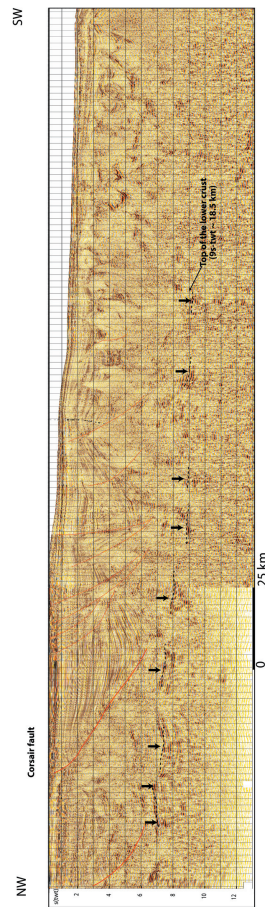 SW
Top of the lower crust
(9s-twt ~ 18.5 km)
25 km
0
Corsair fault
NW
s(twt)
2
4
6
8
10
12